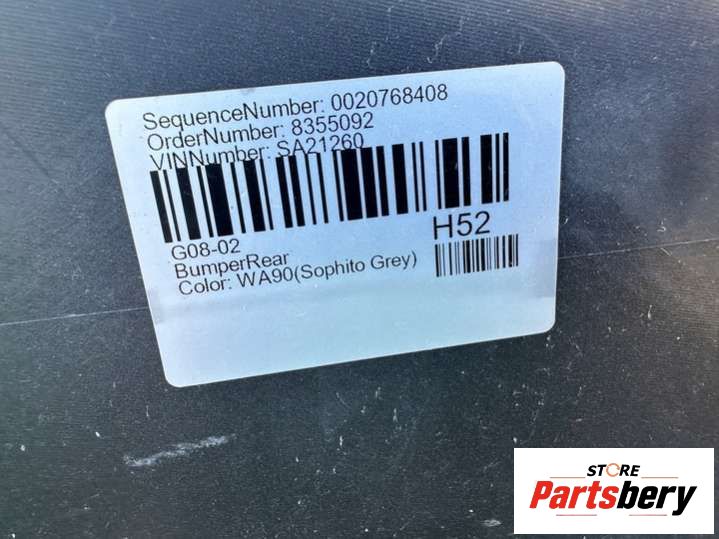 SequenceNumber: 0020768408
OrderNumber: 8355092
VINNumber: SA21260
G08-02
H52
BumperRear
Color: WA90(Sophito Grey)
STORE
Partsbery